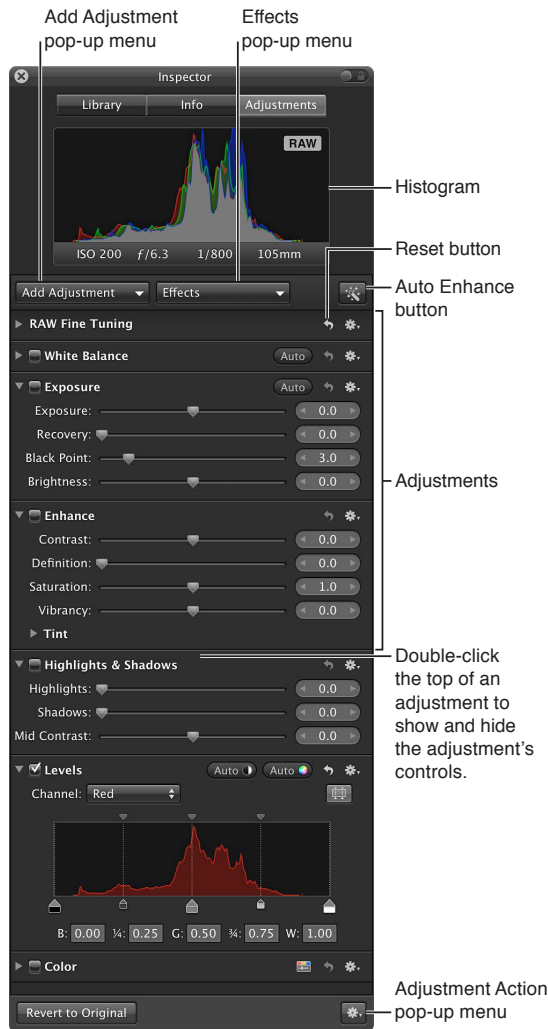 Add Adjustment
pop-up menu
Effects
pop-up menu
Inspector
Library Info Adjustments
RAW
Histogram
ISO 200 ƒ/6.3 1/800 105mm
Reset button
Add Adjustment Effects
Auto Enhance
button
RAW Fine Tuning
White Balance Auto
Exposure Auto
Exposure: 0.0
Recovery: 0.0
Black Point: 3.0
Adjustments
Brightness: 0.0
Enhance
Contrast: 0.0
Definition: 0.0
Saturation: 1.0
Vibrancy: 0.0
Tint
Double-click
the top of an
adjustment to
show and hide
the adjustment's
controls.
Highlights & Shadows
Highlights: 0.0
Shadows: 0.0
Mid Contrast: 0.0
Levels Auto Auto
Channel: Red
B: 0.00 ¼: 0.25 G: 0.50 ¾: 0.75 W: 1.00
Color
Revert to Original
Adjustment Action
pop-up menu